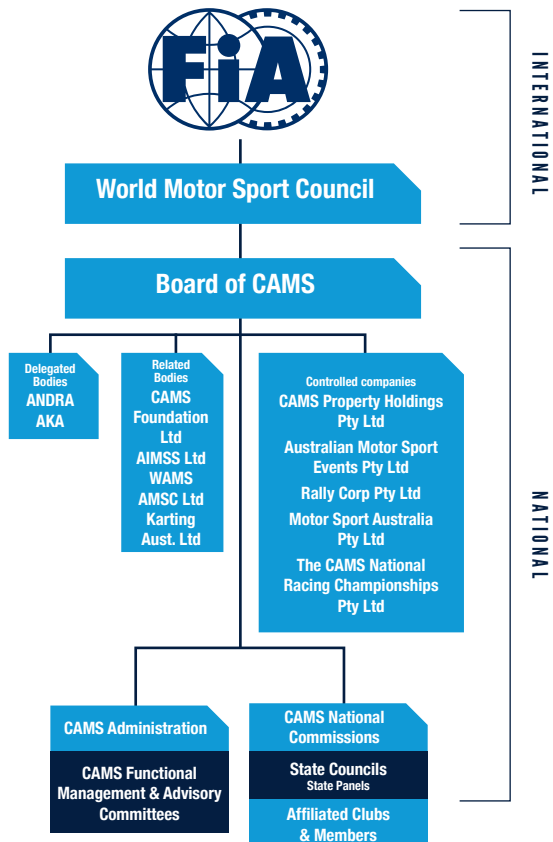 FiA
INTERNATIONAL
World Motor Sport Council
Board of CAMS
Delegated
Bodies
ANDRA
AKA
Related
Bodies
CAMS
Foundation
Ltd
AIMSS Ltd
WAMS
AMSC Ltd
Karting
Aust. Ltd
Controlled companies
CAMS Property Holdings
Pty Ltd
Australian Motor Sport
Events Pty Ltd
Rally Corp Pty Ltd
Motor Sport Australia
Pty Ltd
The CAMS National
Racing Championships
Pty Ltd
NATIONAL
CAMS Administration
CAMS Functional
Management & Advisory
Committees
CAMS National
Commissions
State Councils
State Panels
Affiliated Clubs
& Members